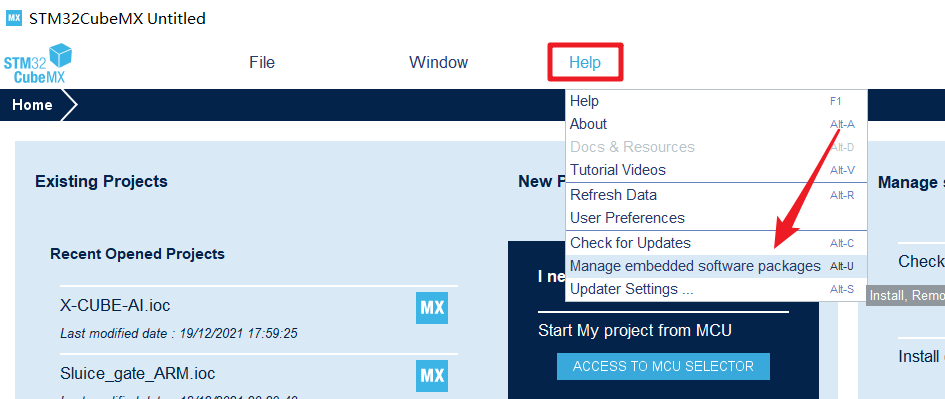 MX STM32CubeMX Untitled
STM32
CubeMX
File Window Help
Home
Help F1
About Alt-A
Docs & Resources Alt-D
Tutorial Videos Alt-V
Refresh Data Alt-R
User Preferences
Check for Updates Alt-C
Manage embedded software packages Alt-U
Updater Settings ... Alt-S
Install, Remo
Existing Projects
Recent Opened Projects
X-CUBE-AI.ioc MX
Last modified date : 19/12/2021 17:59:25
Sluice_gate_ARM.ioc MX
New
I ne
Start My project from MCU
ACCESS TO MCU SELECTOR
Manage
Check
Install